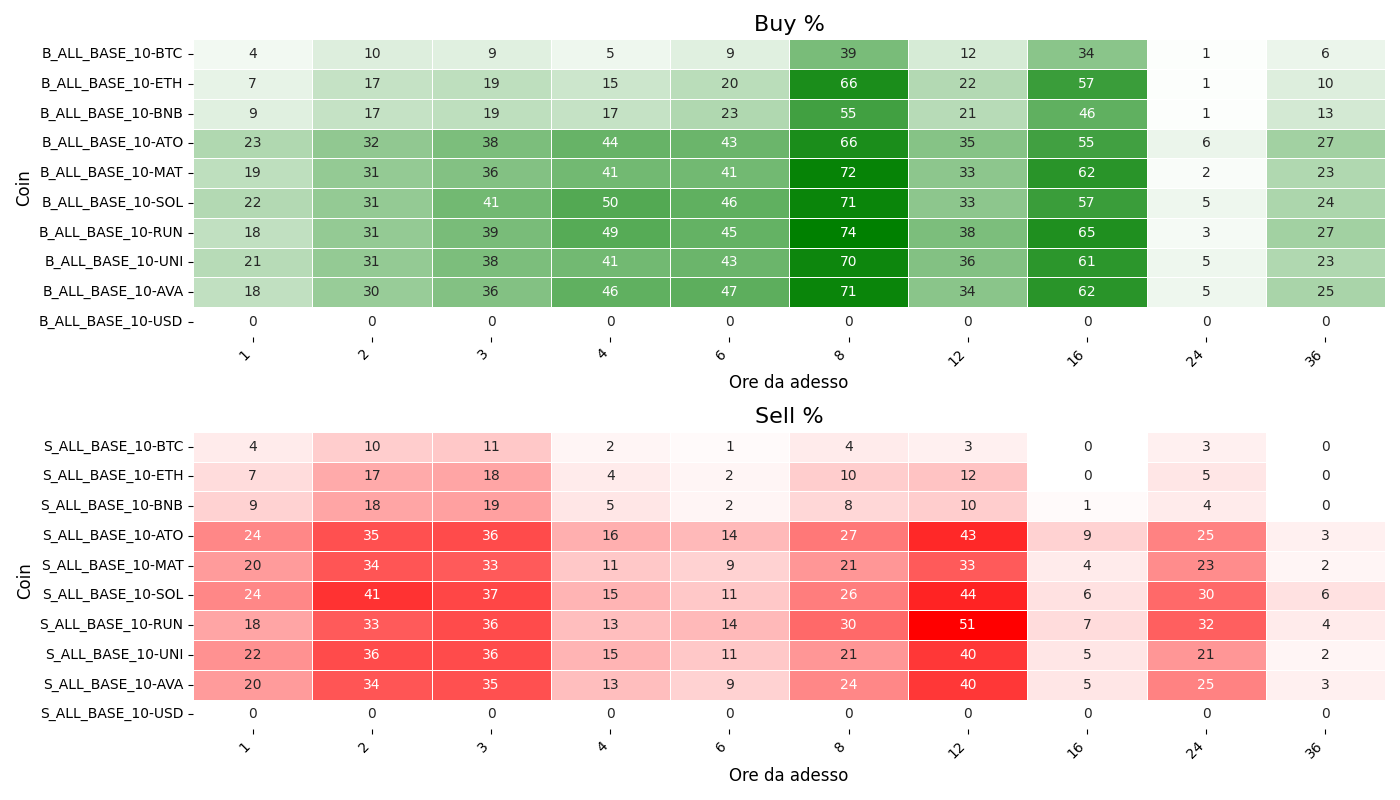 Buy %
Coin
B_ALL_BASE_10-BTC 4 10 9 5 9 39 12 34 1 6
B_ALL_BASE_10-ETH 7 17 19 15 20 66 22 57 1 10
B_ALL_BASE_10-BNB 9 17 19 17 23 55 21 46 1 13
B_ALL_BASE_10-ATO 23 32 38 44 43 66 35 55 6 27
B_ALL_BASE_10-MAT 19 31 36 41 41 72 33 62 2 23
B_ALL_BASE_10-SOL 22 31 41 50 46 71 33 57 5 24
B_ALL_BASE_10-RUN 18 31 39 49 45 74 38 65 3 27
B_ALL_BASE_10-UNI 21 31 38 41 43 70 36 61 5 23
B_ALL_BASE_10-AVA 18 30 36 46 47 71 34 62 5 25
B_ALL_BASE_10-USD 0 0 0 0 0 0 0 0 0 0
1 2 3 4 6 8 12 16 24 36
Ore da adesso
Sell %
Coin
S_ALL_BASE_10-BTC 4 10 11 2 1 4 3 0 3 0
S_ALL_BASE_10-ETH 7 17 18 4 2 10 12 0 5 0
S_ALL_BASE_10-BNB 9 18 19 5 2 8 10 1 4 0
S_ALL_BASE_10-ATO 24 35 36 16 14 27 43 9 25 3
S_ALL_BASE_10-MAT 20 34 33 11 9 21 33 4 23 2
S_ALL_BASE_10-SOL 24 41 37 15 11 26 44 6 30 6
S_ALL_BASE_10-RUN 18 33 36 13 14 30 51 7 32 4
S_ALL_BASE_10-UNI 22 36 36 15 11 21 40 5 21 2
S_ALL_BASE_10-AVA 20 34 35 13 9 24 40 5 25 3
S_ALL_BASE_10-USD 0 0 0 0 0 0 0 0 0 0
1 2 3 4 6 8 12 16 24 36
Ore da adesso